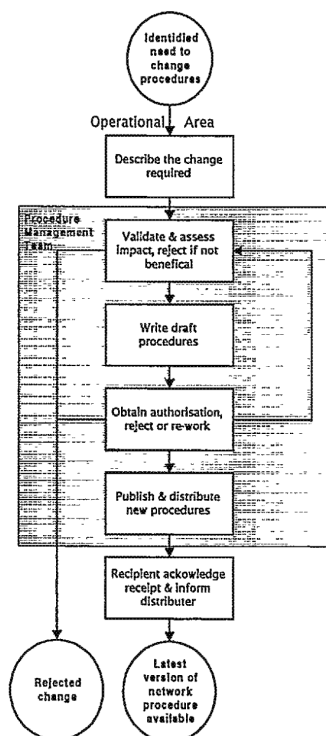 Identidied
need to
change
procedures
Operational Area
Describe the change
required
Procedure
Management
Team
Validate & assess
impact, reject if not
benefical
Write draft
procedures
Obtain authorisation,
reject or re-work
Publish & distribute
new procedures
Recipient acknowledge
receipt & inform
distributer
Rejected
change
Latest
version of
network
procedure
available